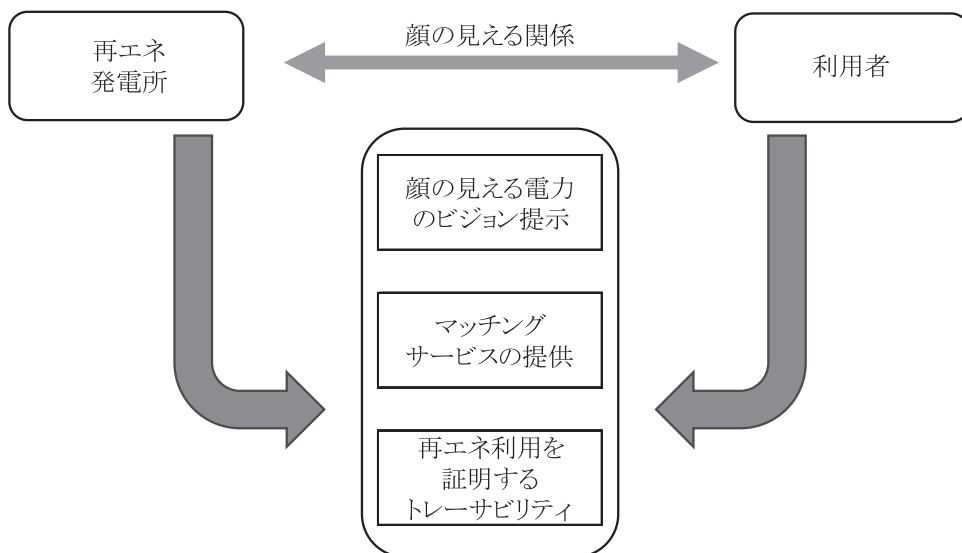 顔の見える関係
再エネ
発電所
利用者
顔の見える電力
のビジョン提示
マッチング
サービスの提供
再エネ利用を
証明する
トレーサビリティ